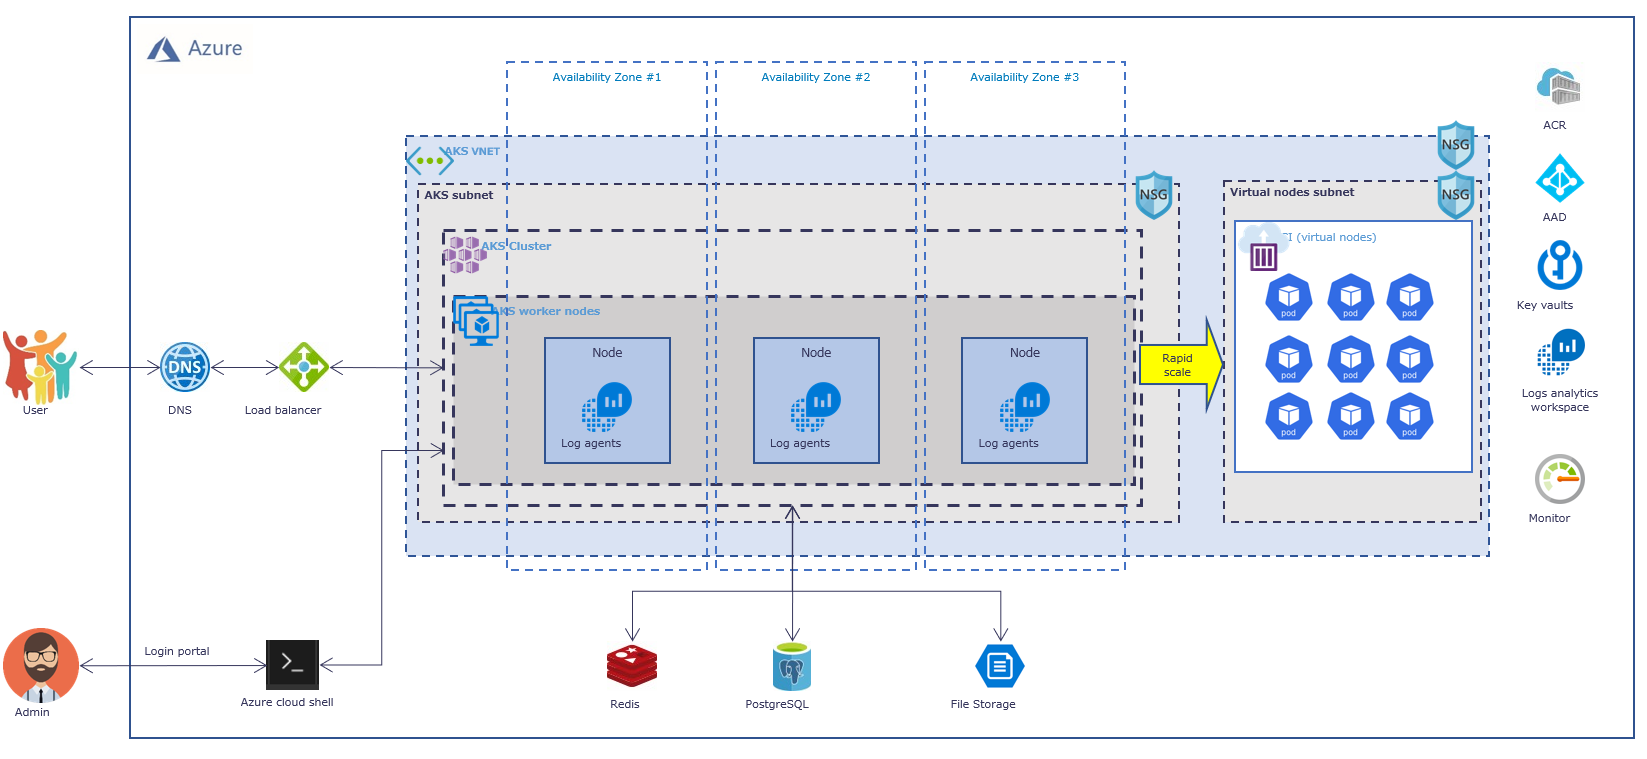 Azure
Availability Zone #1
Availability Zone #2
Availability Zone #3
ACR
NSG
AKS VNET
AKS subnet
NSG
Virtual nodes subnet
NSG
AAD
AKS Cluster
CI (virtual nodes)
Key vaults
AKS worker nodes
pod
pod
pod
Node
Node
Node
Rapid
scale
DNS
pod
pod
pod
Logs analytics
workspace
User
DNS
Load balancer
Log agents
Log agents
Log agents
pod
pod
pod
Monitor
Login portal
Admin
Azure cloud shell
Redis
PostgreSQL
File Storage